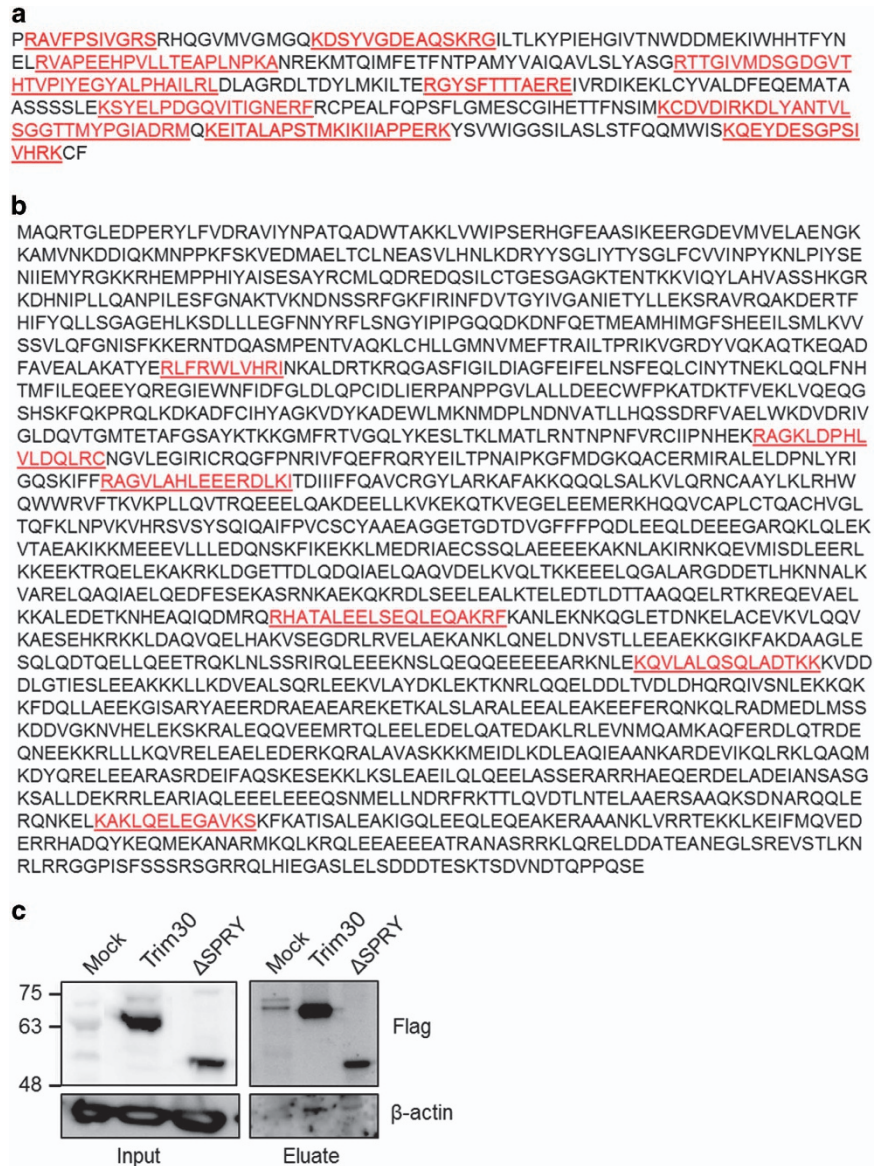 a
PRAVFPSIVGRSRHQGVMVGMGQKDSYVGDEAQSKRGILTLKYPIEHGIVTNWDDMEKIWHHTFYN
ELRVAPEEHPVLLTEAPLNPKANREKMTQIMFETFNTPAMYVAIQAVLSLYASGRTTGIVMDSGDGVT
HTVPIYEGYALPHAILRLDLAGRDLTDYLMKILTERGYSFTTTAEREIVRDIKEKLCYVALDFEQEMATA
ASSSSLEKSYELPDGQVITIGNERFRCPEALFQPSFLGMESCGIHETTFNSIMKCDVDIRKDLYANTVL
SGGTTMYPGIADRMQKEITALAPSTMKIKIIAPPERKYSVWIGGSILASLSTFQQMWISKQEYDESGPSI
VHRKCF
b
MAQRTGLEDPERYLFVDRAVIYNPATQADWTAKKLVWIPSERHGFEAASIKEERGDEVMVELAENGK
KAMVNKDDIQKMNPPKFSKVEDMAELTCLNEASVLHNLKDRYYSGLIYTYSGLFCVVINPYKNLPIYSE
NIIEMYRGKKRHEMPPHIYAISESAYRCMLQDREDQSILCTGESGAGKTENTKKVIQYLAHVASSHKGR
KDHNIPLLQANPILESFGNAKTVKNDNSSRFGKFIRINFDVTGYIVGANIETYLLEKSRAVRQAKDERTF
HIFYQLLSGAGEHLKSDLLLEGFNNYRFLSNGYIPIPGQQDKDNFQETMEAMHIMGFSHEEILSMLKVV
SSVLQFGNISFKKERNTDQASMPENTVAQKLCHLLGMNVMEFTRAILTPRIKVGRDYVQKAQTKEQAD
FAVEALAKATYERLFRWLVHRINKALDRTKRQGASFIGILDIAGFEIFELNSFEQLCINYTNEKLQQLFNH
TMFILEQEEYQREGIEWNFIDFGLDLQPCIDLIERPANPPGVLALLDEECWFPKATDKTFVEKLVQEQG
SHSKFQKPRQLKDKADFCIHYAGKVDYKADEWLMKNMDPLNDNVATLLHQSSDRFVAELWKDVDRIV
GLDQVTGMTETAFGSAYKTKKGMFRTVGQLYKESLTKLMATLRNTNPNFVRCIIPNHEKRAGKLDPHL
VLDQLRCNGVLEGIRICRQGFPNRIVFQEFRQRYEILTPNAIPKGFMDGKQACERMIRALELDPNLYRI
GQSKIFFRAGVLAHLEEERDLKITDIIIFFQAVCRGYLARKAFAKKQQQLSALKVLQRNCAAYLKLRHW
QWWRVFTKVKPLLQVTRQEEELQAKDEELLKVKEKQTKVEGELEEMERKHQQVCAPLCTQACHVGL
TQFKLNPVKVHRSVSYSQIQAIFPVCSCYAAEAGGETGDTDVGFFFPQDLEEQLDEEEGARQKLQLEK
VTAEAKIKKMEEEVLLLEDQNSKFIKEKKLMEDRIAECSSQLAEEEEKAKNLAKIRNKQEVMISDLEERL
KKEEKTRQELEKAKRKLDGETTDLQDQIAELQAQVDELKVQLTKKEEELQGALARGDDETLHKNNALK
VARELQAQIAELQEDFESEKASRNKAEKQKRDLSEELEALKTELEDTLDTTAAQQELRTKREQEVAEL
KKALEDETKNHEAQIQDMRQRHATALEELSEQLEQAKRFKANLEKNKQGLETDNKELACEVKVLQQV
KAESEHKRKKLDAQVQELHAKVSEGDRLRVELAEKANKLQNELDNVSTLLEEAEKKGIKFAKDAAGLE
SQLQDTQELLQEETRQKLNLSSRIRQLEEEKNSLQEQQEEEEEARKNLEKQVLALQSQLADTKKKVDD
DLGTIESLEEAKKKLLKDVEALSQRLEEKVLAYDKLEKTKNRLQQELDDLTVDLDHQRQIVSNLEKKQK
KFDQLLAEEKGISARYAEERDRAEAEAREKETKALSLARALEEALEAKEEFERQNKQLRADMEDLMSS
KDDVGKNVHELEKSKRALEQQVEEMRTQLEELEDELQATEDAKLRLEVNMQAMKAQFERDLQTRDE
QNEEKKRLLLKQVRELEAELEDERKQRALAVASKKKMEIDLKDLEAQIEAANKARDEVIKQLRKLQAQM
KDYQRELEEARASRDEIFAQSKESEKKLKSLEAEILQLQEELASSERARRHAEQERDELADEIANSASG
KSALLDEKRRLEARIAQLEEELEEEQSNMELLNDRFRKTTLQVDTLNTELAAERSAAQKSDNARQQLE
RQNKELKAKLQELEGAVKSKFKATISALEAKIGQLEEQLEQEAKERAAANKLVRRTEKKLKEIFMQVED
ERRHADQYKEQMEKANARMKQLKRQLEEAEEEATRANASRRKLQRELDDATEANEGLSREVSTLKN
RLRRGGPISFSSSRSGRRQLHIEGASLELSDDDTESKTSDVNDTQPPQSE
c
Mock Trim30 ΔSPRY Mock Trim30 ΔSPRY
75
63
48
Flag
β-actin
Input Eluate